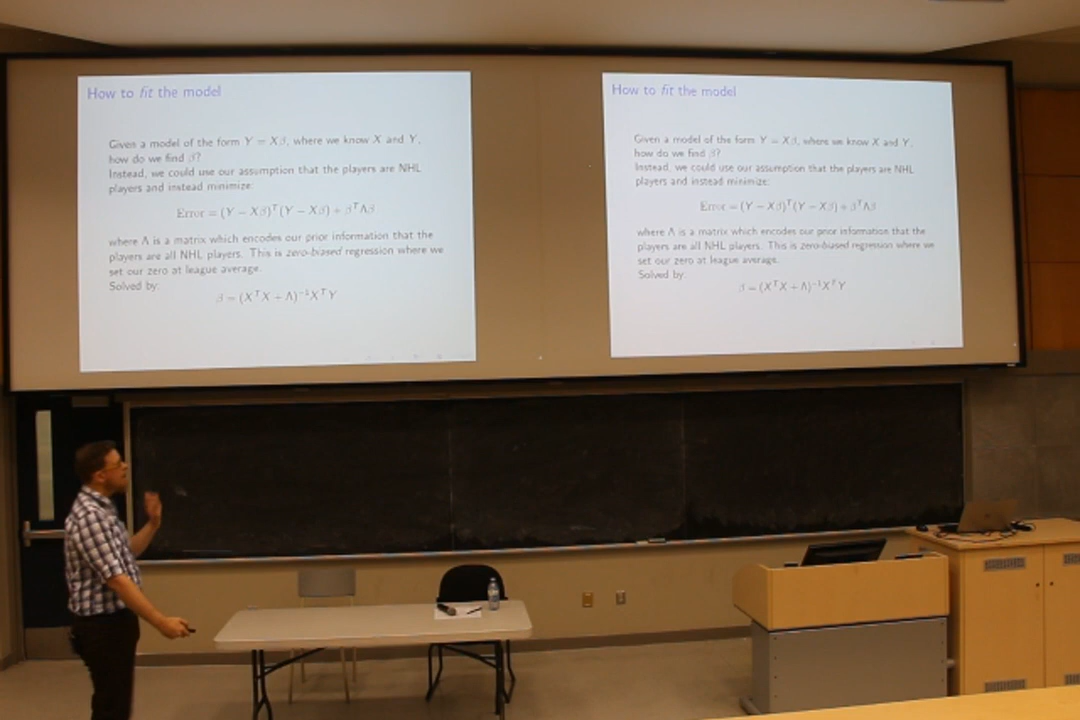 How to fit the model
Given a model of the form Y = Xβ, where we know X and Y,
how do we find β?
Instead, we could use our assumption that the players are NHL
players and instead minimize:
Error = (Y − Xβ)ᵀ(Y − Xβ) + βᵀΛβ
where Λ is a matrix which encodes our prior information that the
players are all NHL players. This is zero-biased regression where we
set our zero at league average.
Solved by:
β = (XᵀX + Λ)⁻¹XᵀY
How to fit the model
Given a model of the form Y = Xβ, where we know X and Y,
how do we find β?
Instead, we could use our assumption that the players are NHL
players and instead minimize:
Error = (Y − Xβ)ᵀ(Y − Xβ) + βᵀΛβ
where Λ is a matrix which encodes our prior information that the
players are all NHL players. This is zero-biased regression where we
set our zero at league average.
Solved by:
β = (XᵀX + Λ)⁻¹XᵀY